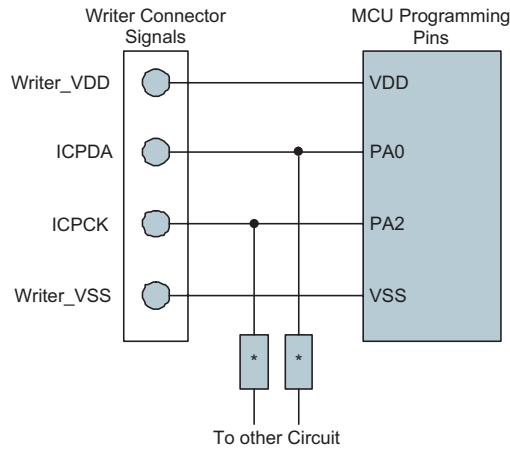 Writer Connector
Signals
MCU Programming
Pins
Writer_VDD
VDD
ICPDA
PA0
ICPCK
PA2
Writer_VSS
VSS
*
*
To other Circuit